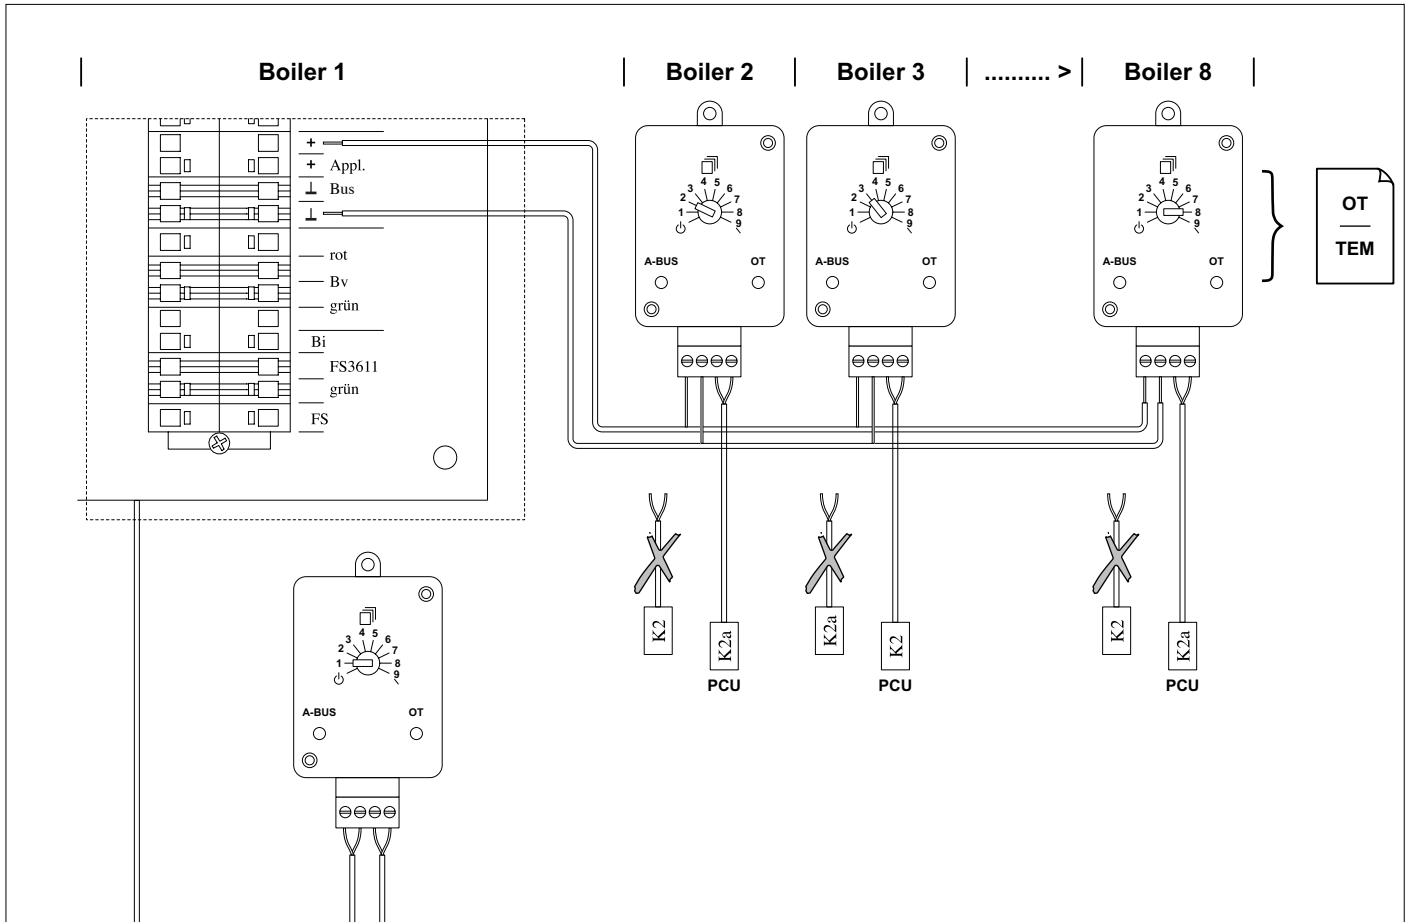 Boiler 1
Boiler 2
Boiler 3
.......... >
Boiler 8
+
+ Appl.
⊥ Bus
⊥
rot
Bv
grün
Bi
FS3611
grün
FS
1 2 3 4 5 6 7 8 9
A-BUS OT
1 2 3 4 5 6 7 8 9
A-BUS OT
1 2 3 4 5 6 7 8 9
A-BUS OT
OT
TEM
K2
K2a
PCU
K2a
K2
PCU
K2
K2a
PCU
1 2 3 4 5 6 7 8 9
A-BUS OT